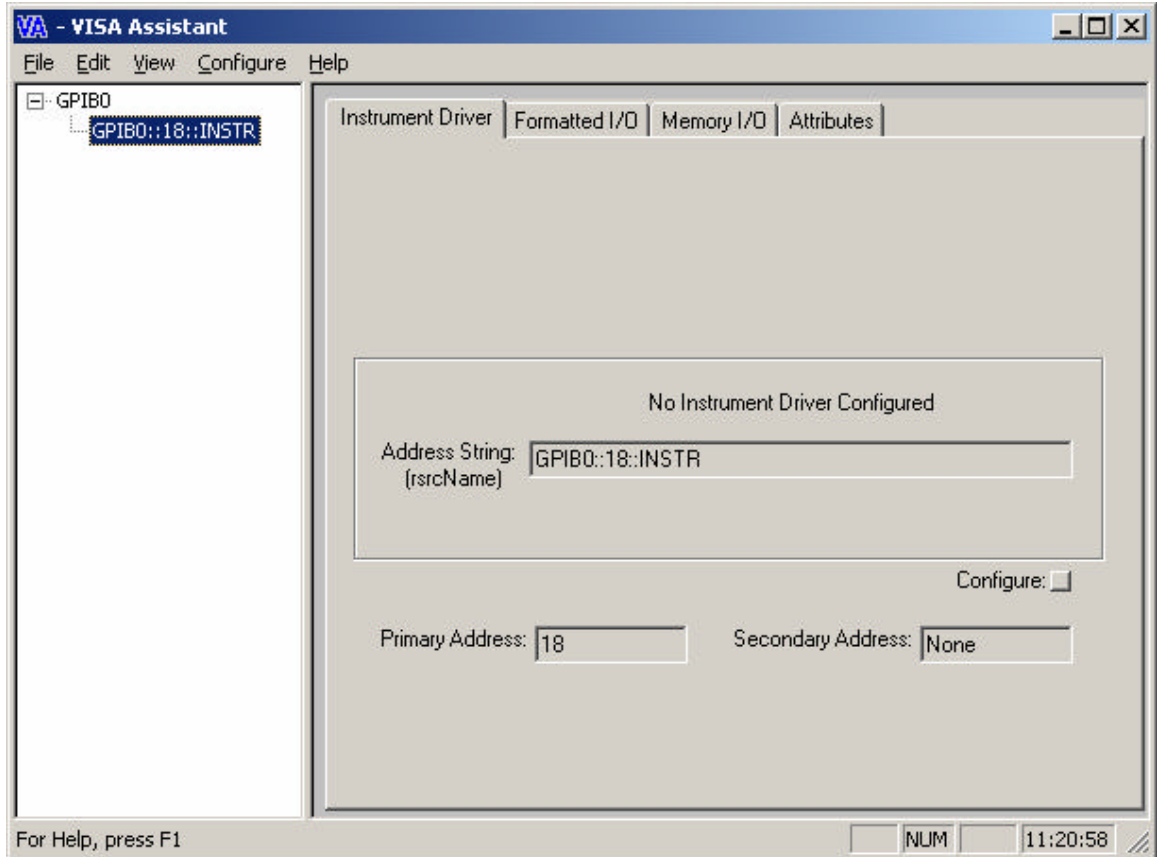 VA - VISA Assistant
File Edit View Configure Help
GPIB0
GPIB0::18::INSTR
Instrument Driver Formatted I/O Memory I/O Attributes
No Instrument Driver Configured
Address String: GPIB0::18::INSTR
(rsrcName)
Configure:
Primary Address: 18 Secondary Address: None
For Help, press F1 NUM 11:20:58